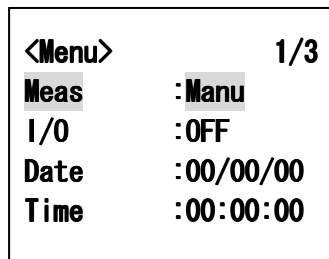 <Menu> 1/3
Meas :Manu
I/O :OFF
Date :00/00/00
Time :00:00:00